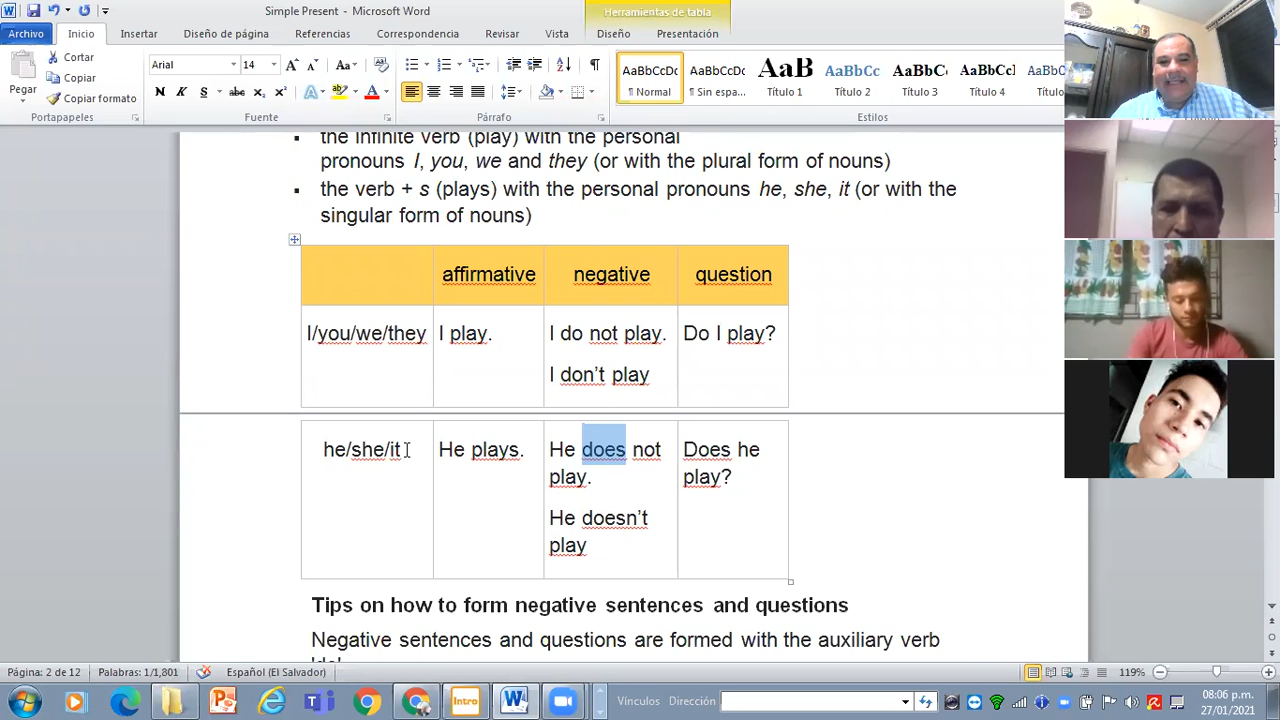 Simple Present - Microsoft Word
Herramientas de tabla
Archivo Inicio Insertar Diseño de página Referencias Correspondencia Revisar Vista Diseño Presentación
Pegar
Cortar
Copiar
Copiar formato
Portapapeles
Arial 14
Fuente
Párrafo
AaBbCcDc AaBbCcDc AaB AaBbCc AaBbC AaBbCcI AaBb
¶ Normal ¶ Sin espa... Título 1 Título 2 Título 3 Título 4 Título
Estilos
▪ the infinite verb (play) with the personal
pronouns I, you, we and they (or with the plural form of nouns)
▪ the verb + s (plays) with the personal pronouns he, she, it (or with the
singular form of nouns)
affirmative negative question
I/you/we/they I play. I do not play. Do I play?
I don't play
he/she/it He plays. He does not Does he
play. play?
He doesn't
play
Tips on how to form negative sentences and questions
Negative sentences and questions are formed with the auxiliary verb
'do'
Página: 2 de 12 Palabras: 1/1,801 Español (El Salvador) 119%
Intro
Vínculos Dirección
08:06 p.m.
27/01/2021